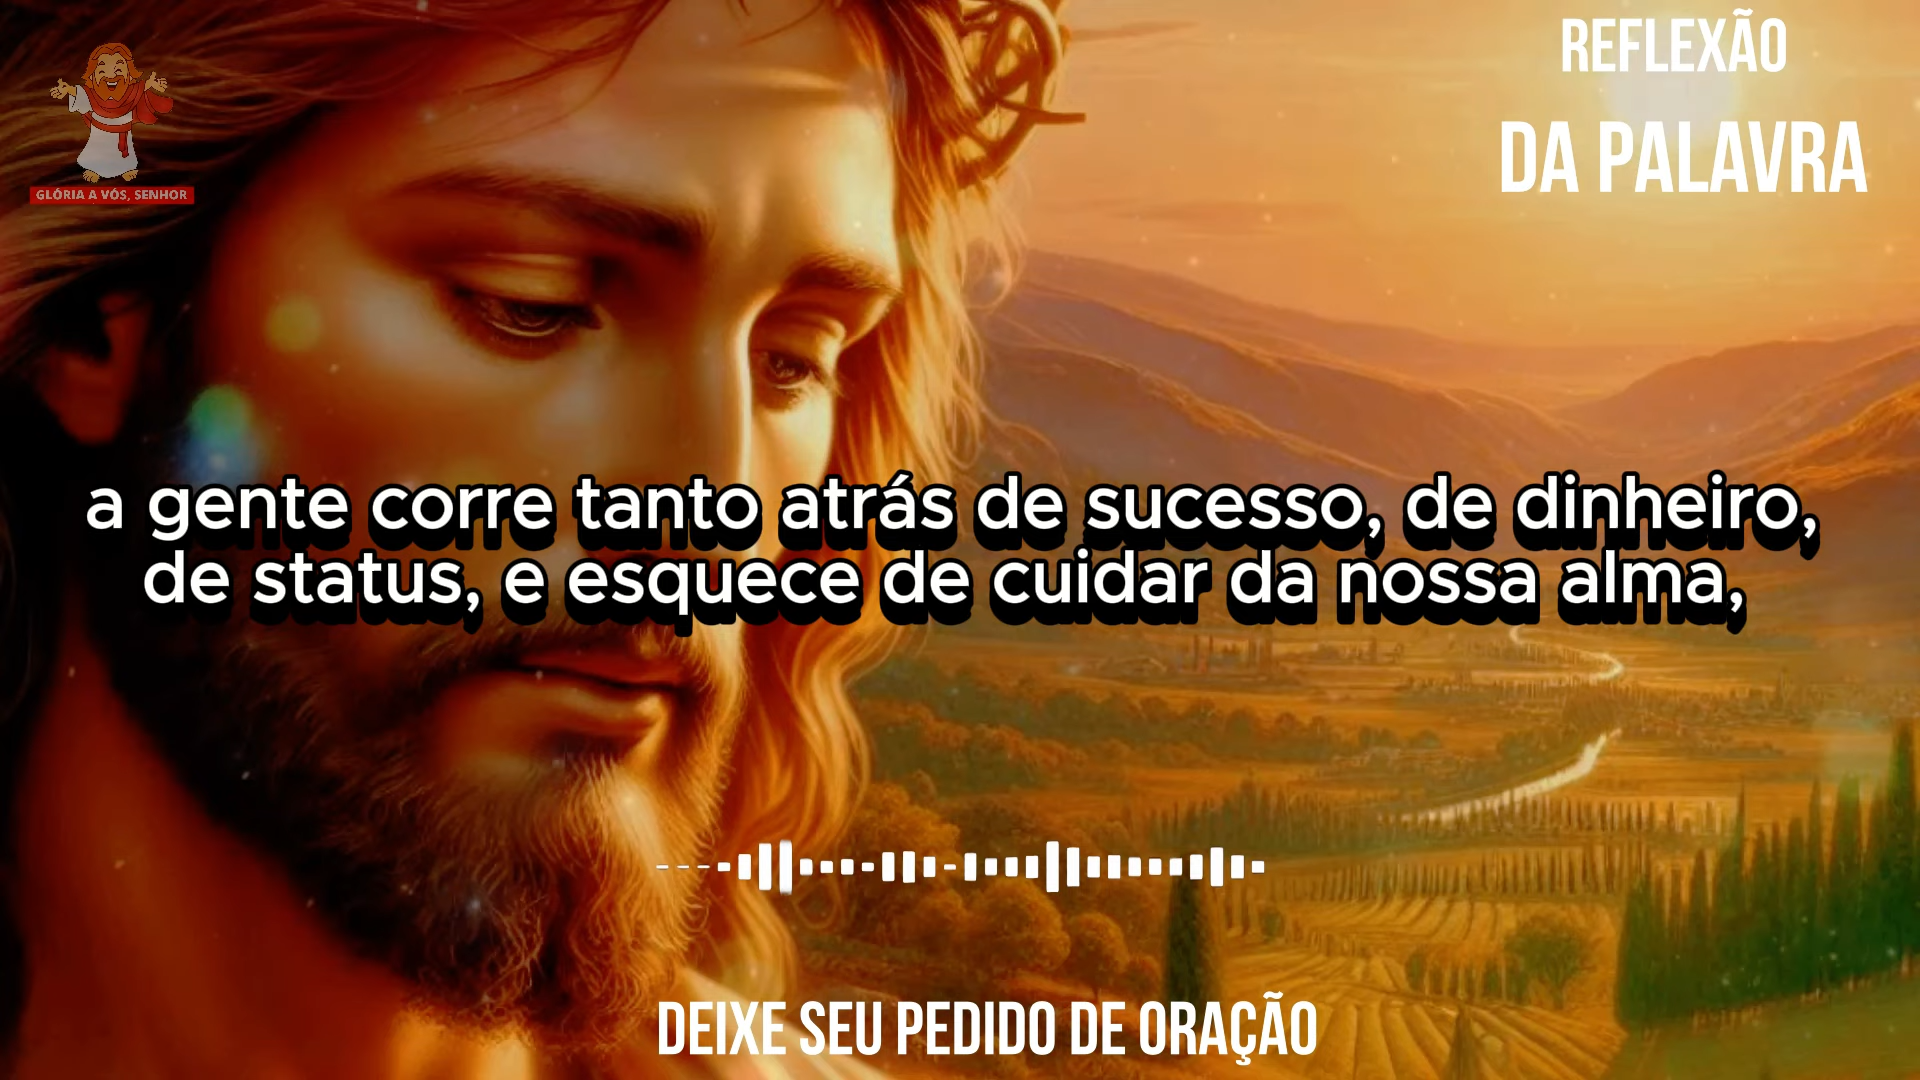 REFLEXÃO
DA PALAVRA
GLÓRIA A VÓS, SENHOR
a gente corre tanto atrás de sucesso, de dinheiro,
de status, e esquece de cuidar da nossa alma,
DEIXE SEU PEDIDO DE ORAÇÃO